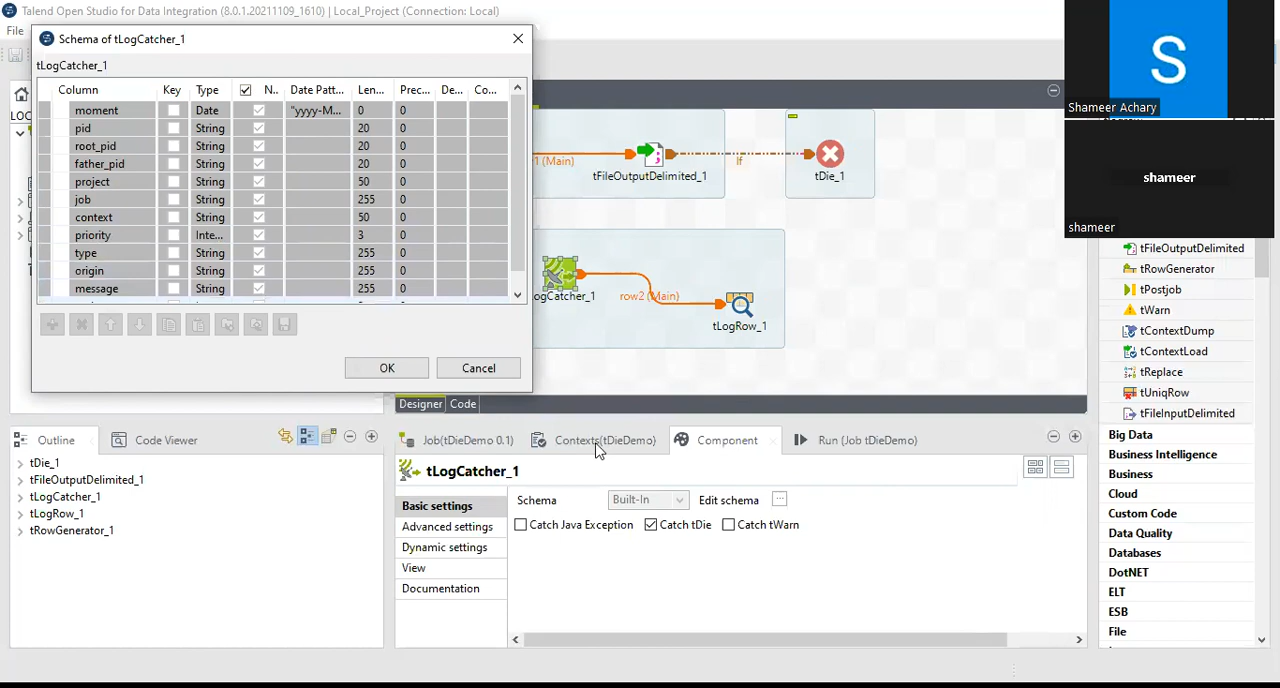 Talend Open Studio for Data Integration (8.0.1.20211109_1610) | Local_Project (Connection: Local)
File
Schema of tLogCatcher_1
tLogCatcher_1
Column Key Type N.. Date Patt... Len... Prec... De... Co...
moment Date "yyyy-M... 0 0
pid String 20 0
root_pid String 20 0
father_pid String 20 0
project String 50 0
job String 255 0
context String 50 0
priority Inte... 3 0
type String 255 0
origin String 255 0
message String 255 0
OK Cancel
LOC
(Main)
tFileOutputDelimited_1
If
tDie_1
ogCatcher_1
row2 (Main)
tLogRow_1
Designer Code
S
Shameer Achary
shameer
shameer
tFileOutputDelimited
tRowGenerator
tPostjob
tWarn
tContextDump
tContextLoad
tReplace
tUniqRow
tFileInputDelimited
Big Data
Business Intelligence
Business
Cloud
Custom Code
Data Quality
Databases
DotNET
ELT
ESB
File
Outline Code Viewer
tDie_1
tFileOutputDelimited_1
tLogCatcher_1
tLogRow_1
tRowGenerator_1
Job(tDieDemo 0.1) Contexts(tDieDemo) Component Run (Job tDieDemo)
tLogCatcher_1
Basic settings
Advanced settings
Dynamic settings
View
Documentation
Schema Built-In Edit schema ...
Catch Java Exception Catch tDie Catch tWarn